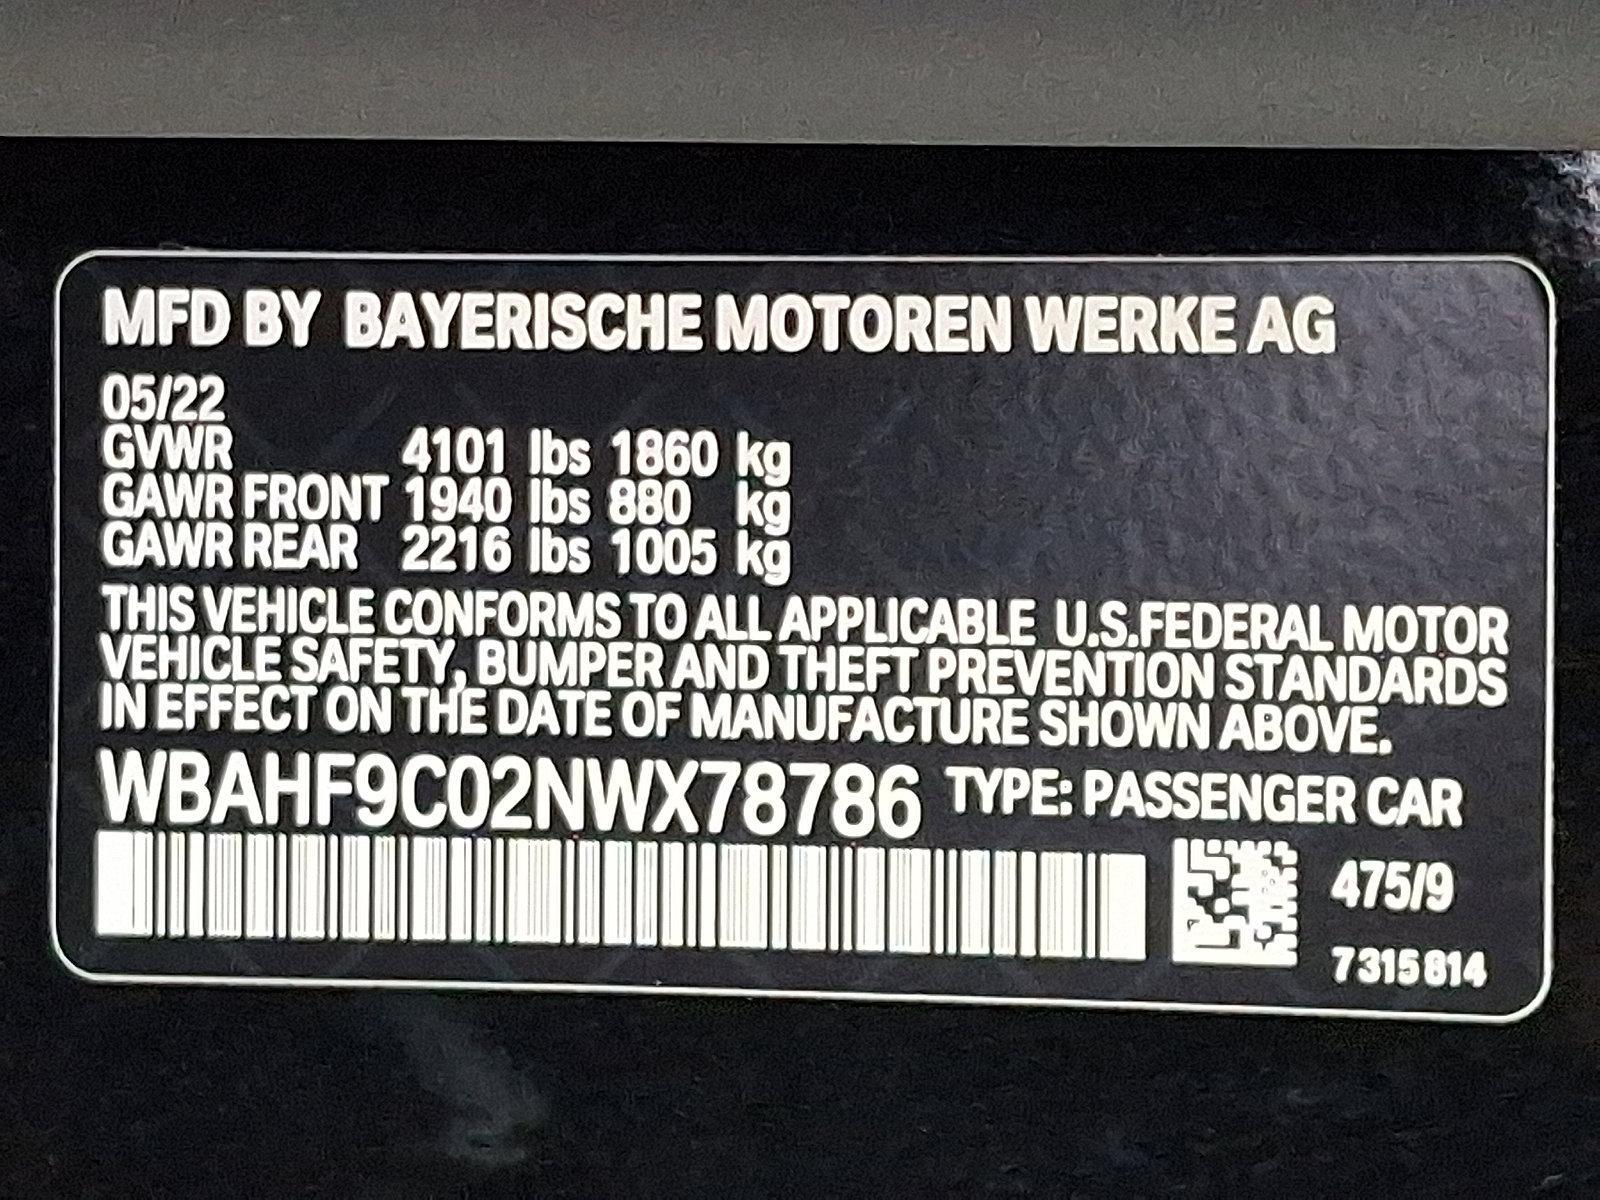 MFD BY BAYERISCHE MOTOREN WERKE AG
05/22
GVWR 4101 lbs 1860 kg
GAWR FRONT 1940 lbs 880 kg
GAWR REAR 2216 lbs 1005 kg
THIS VEHICLE CONFORMS TO ALL APPLICABLE U.S.FEDERAL MOTOR
VEHICLE SAFETY, BUMPER AND THEFT PREVENTION STANDARDS
IN EFFECT ON THE DATE OF MANUFACTURE SHOWN ABOVE.
WBAHF9C02NWX78786 TYPE: PASSENGER CAR
475/9
7315814